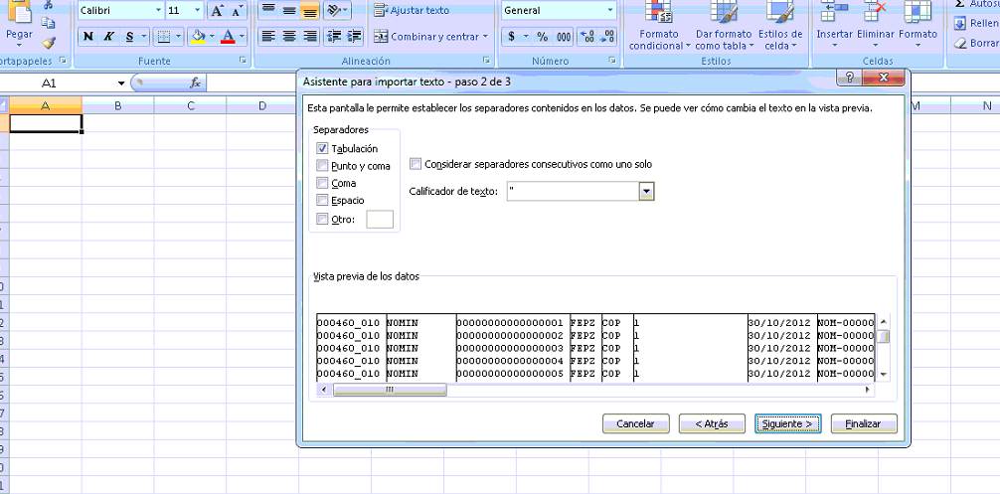 Calibri 11 A A Ajustar texto General Σ Autosu
Pegar N K S A Combinar y centrar $ % 000 Formato condicional Dar formato como tabla Estilos de celda Insertar Eliminar Formato Rellen
Borrar
ortapapeles Fuente Alineación Número Estilos Celdas
A1 fx
A B C D M N
Asistente para importar texto - paso 2 de 3
Esta pantalla le permite establecer los separadores contenidos en los datos. Se puede ver cómo cambia el texto en la vista previa.
Separadores
Tabulación
Punto y coma
Coma
Espacio
Otro:
Considerar separadores consecutivos como uno solo
Calificador de texto: "
Vista previa de los datos
000460_010 NOMIN 00000000000000001 FEPZ COP 1 30/10/2012 NOM-00000
000460_010 NOMIN 00000000000000002 FEPZ COP 1 30/10/2012 NOM-00000
000460_010 NOMIN 00000000000000003 FEPZ COP 1 30/10/2012 NOM-00000
000460_010 NOMIN 00000000000000004 FEPZ COP 1 30/10/2012 NOM-00000
000460_010 NOMIN 00000000000000005 FEPZ COP 1 30/10/2012 NOM-00000
Cancelar < Atrás Siguiente > Finalizar